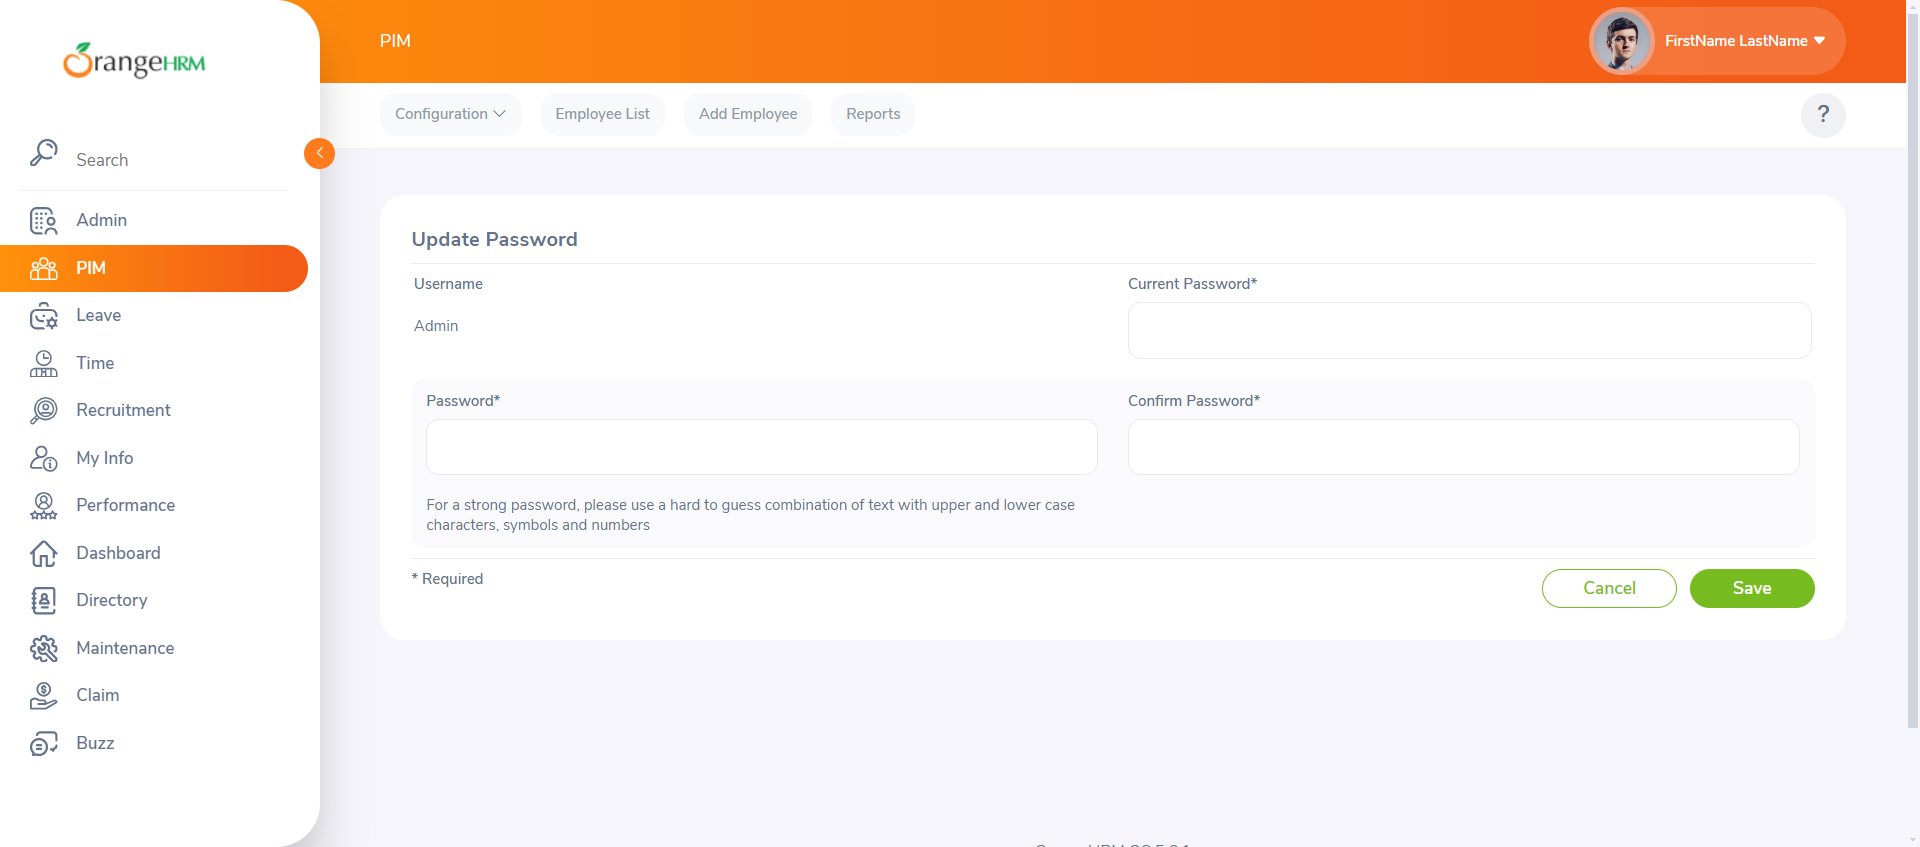 OrangeHRM
PIM
FirstName LastName
Configuration
Employee List
Add Employee
Reports
?
Search
Admin
PIM
Leave
Time
Recruitment
My Info
Performance
Dashboard
Directory
Maintenance
Claim
Buzz
Update Password
Username
Admin
Current Password*
Password*
Confirm Password*
For a strong password, please use a hard to guess combination of text with upper and lower case
characters, symbols and numbers
* Required
Cancel
Save